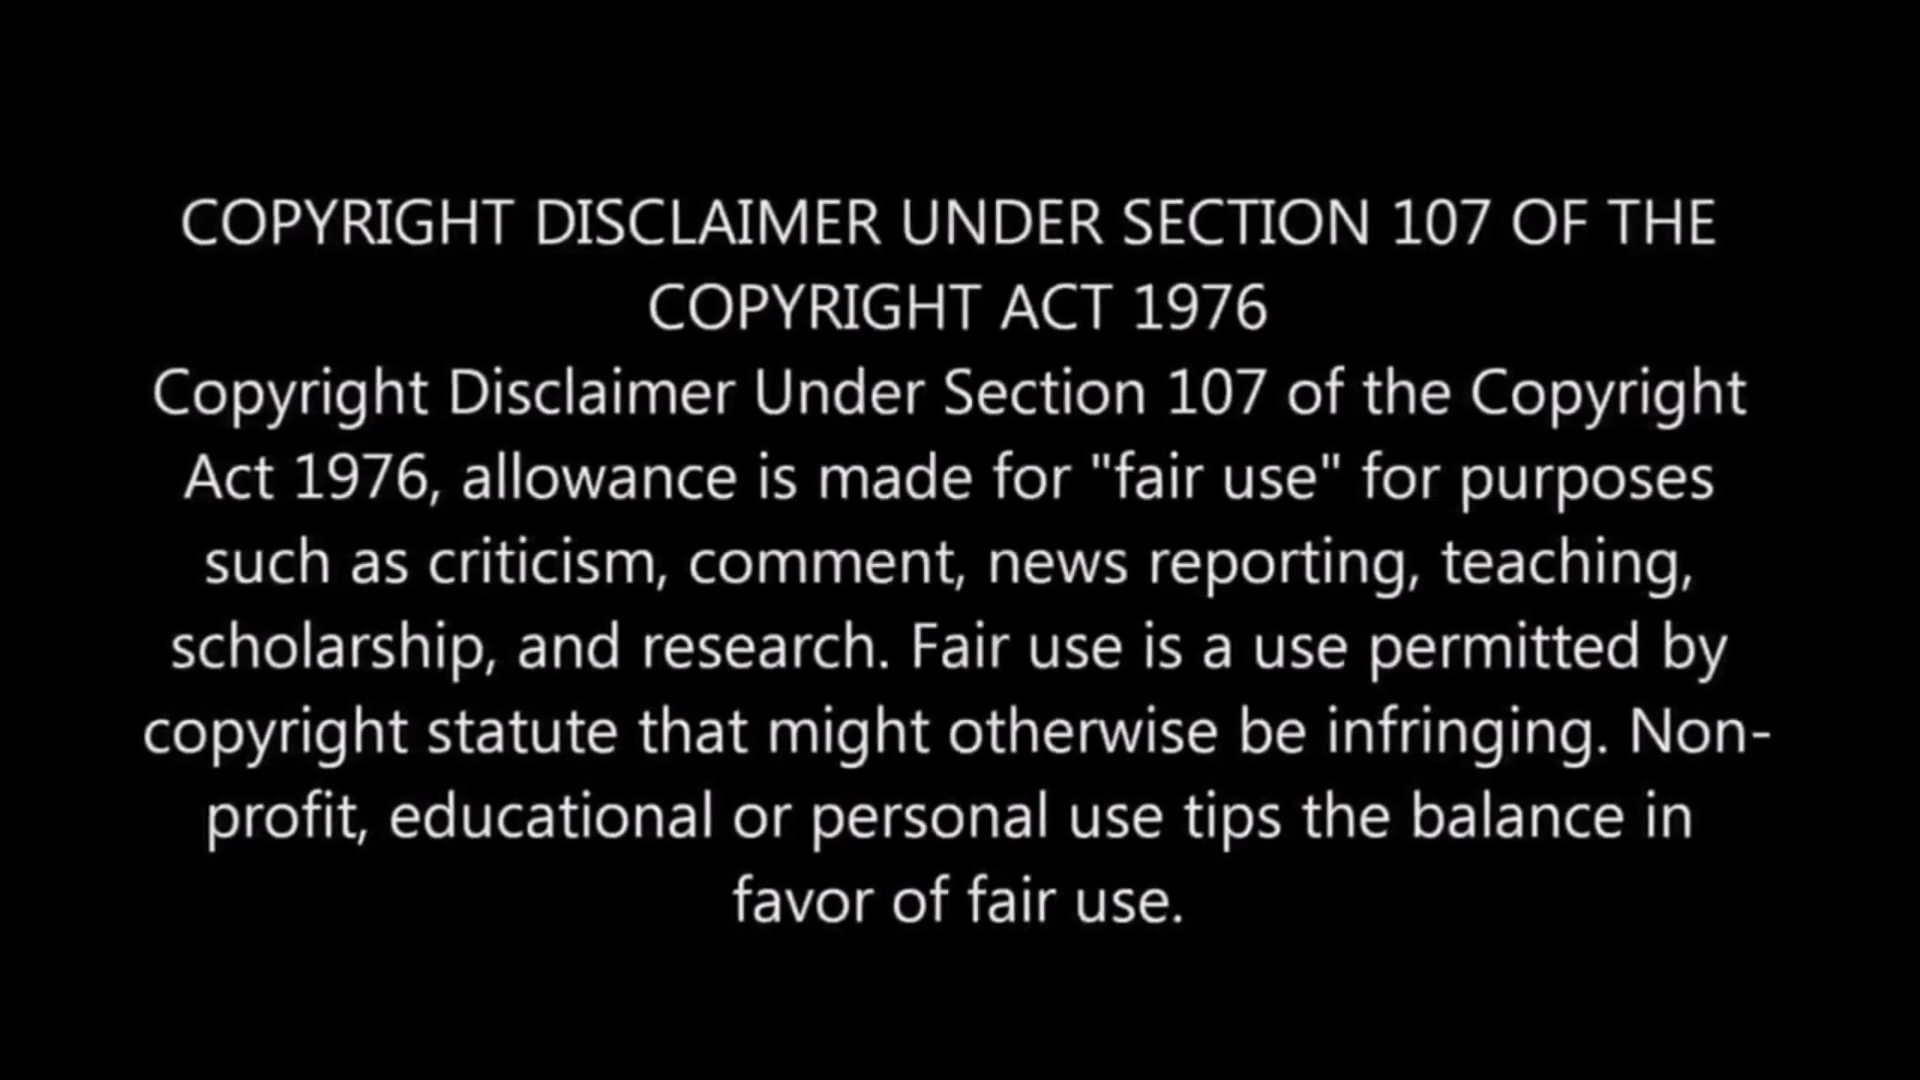 COPYRIGHT DISCLAIMER UNDER SECTION 107 OF THE
COPYRIGHT ACT 1976
Copyright Disclaimer Under Section 107 of the Copyright
Act 1976, allowance is made for "fair use" for purposes
such as criticism, comment, news reporting, teaching,
scholarship, and research. Fair use is a use permitted by
copyright statute that might otherwise be infringing. Non-
profit, educational or personal use tips the balance in
favor of fair use.